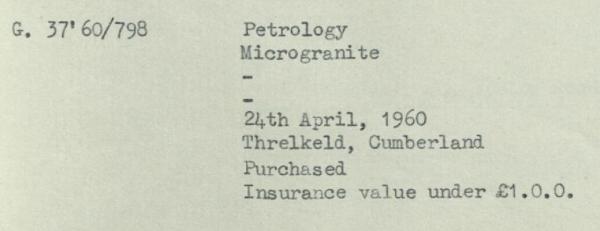 G. 37'60/798 Petrology
Microgranite
-
-
24th April, 1960
Threlkeld, Cumberland
Purchased
Insurance value under £1.0.0.